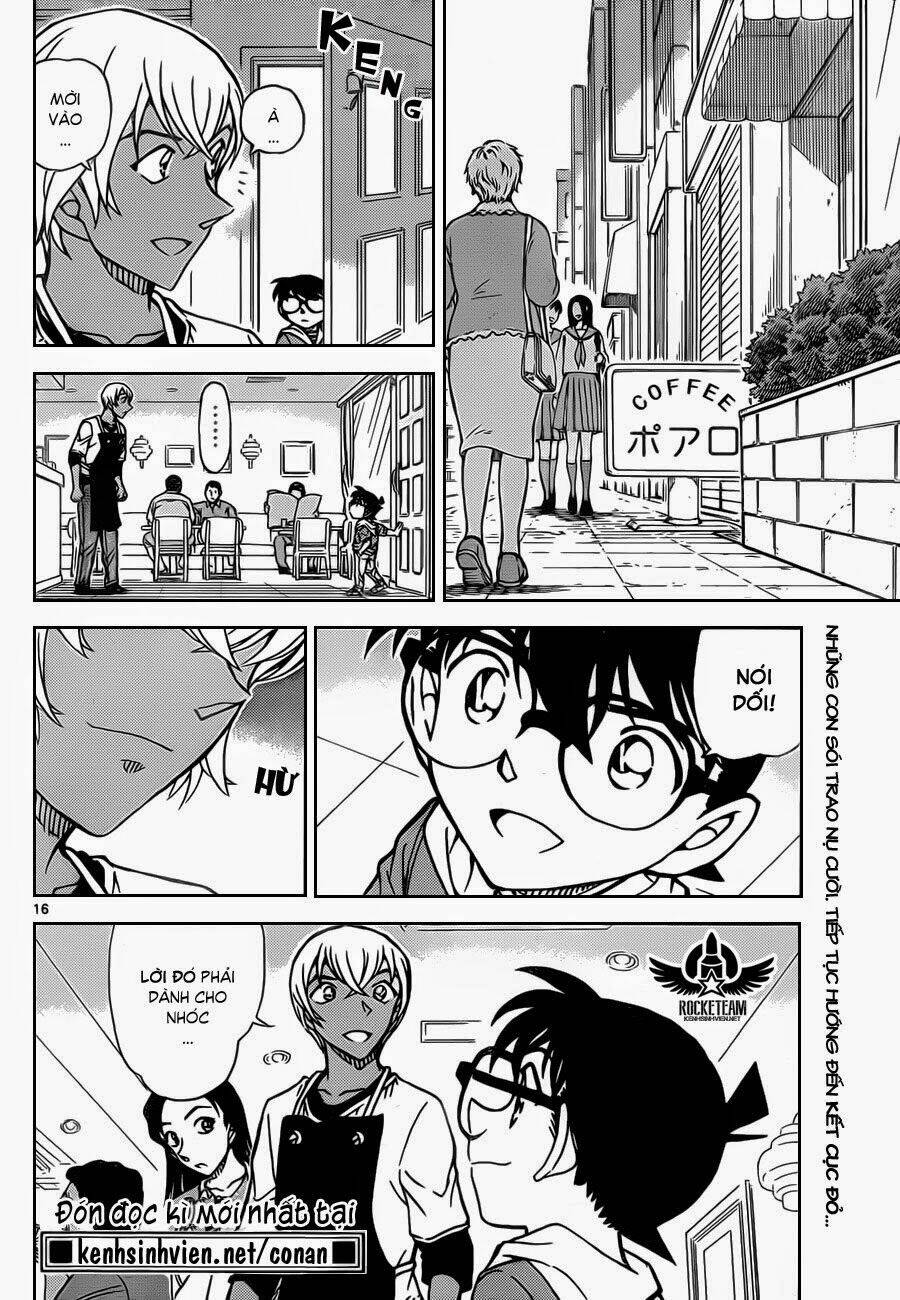 COFFEE
ポアロ
KENG
À
...
MỜI
VÀO
...
......
NÓI
DỐI!
HỪ
16
LỜI ĐÓ PHẢI
DÀNH CHO
NHÓC
...
ROCKETEAM
KENHSINHVIEN.NET
NHỮNG CON SÓI TRAO NỤ CƯỜI, TIẾP TỤC HƯỚNG ĐẾN KẾT CỤC ĐỎ...
Đón đọc kì mới nhất tại
kenhsinhvien.net/conan